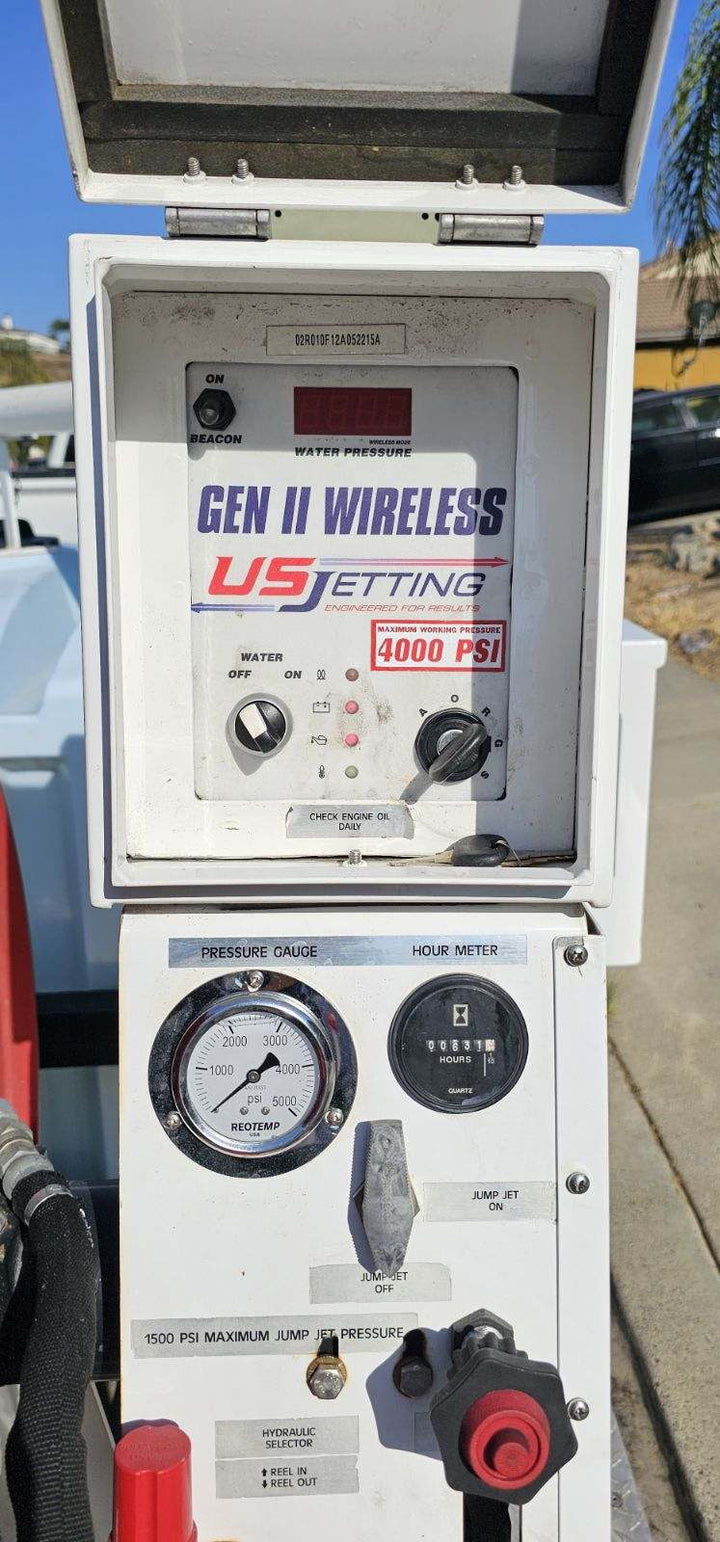 02R010F12A052215A
ON
BEACON
WIRELESS MODE
WATER PRESSURE
GEN II WIRELESS
US JETTING
ENGINEERED FOR RESULTS
MAXIMUM WORKING PRESSURE
4000 PSI
WATER
OFF ON
A O R G S
CHECK ENGINE OIL
DAILY
PRESSURE GAUGE HOUR METER
2000 3000
1000 4000
psi 5000
REOTEMP
USA
HOURS
1/10
QUARTZ
JUMP JET
ON
JUMP JET
OFF
1500 PSI MAXIMUM JUMP JET PRESSURE
HYDRAULIC
SELECTOR
⬆ REEL IN
⬇ REEL OUT